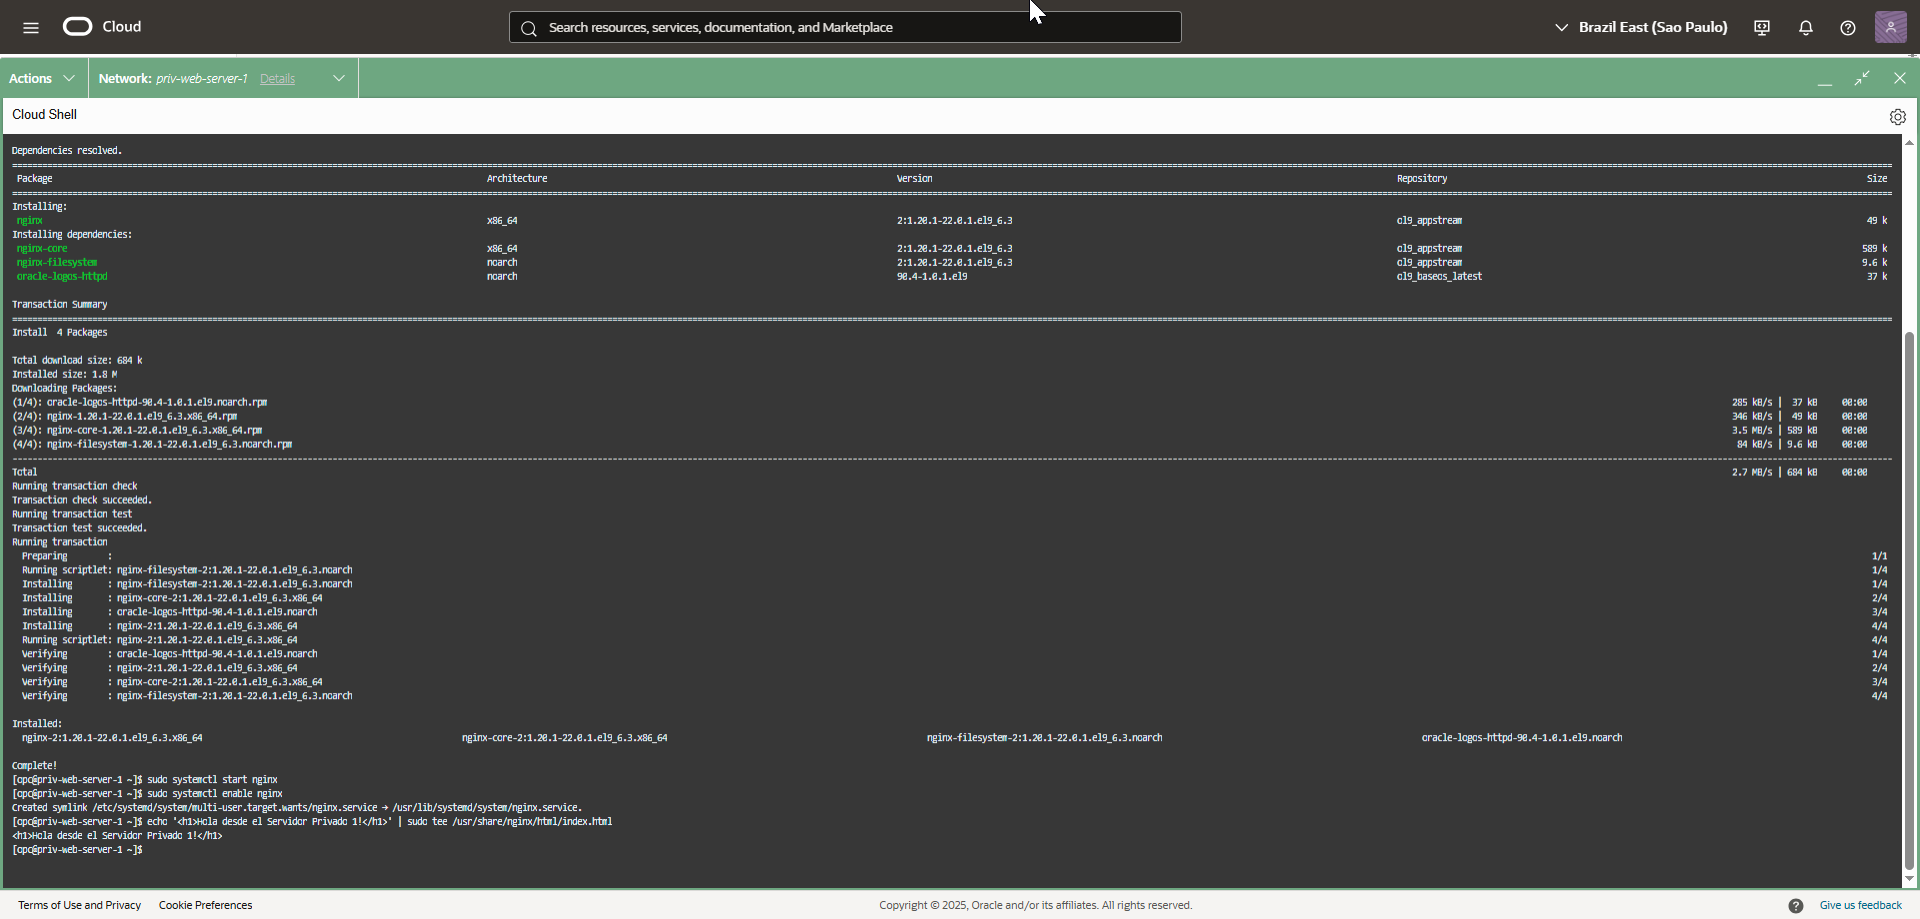 Cloud
Search resources, services, documentation, and Marketplace
Brazil East (Sao Paulo)
Actions
Network: priv-web-server-1 Details
Cloud Shell
Dependencies resolved.
Package Architecture Version Repository Size
Installing:
nginx x86_64 2:1.20.1-22.0.1.el9_6.3 ol9_appstream 49 k
Installing dependencies:
nginx-core x86_64 2:1.20.1-22.0.1.el9_6.3 ol9_appstream 589 k
nginx-filesystem noarch 2:1.20.1-22.0.1.el9_6.3 ol9_appstream 9.6 k
oracle-logos-httpd noarch 90.4-1.0.1.el9 ol9_baseos_latest 37 k
Transaction Summary
Install 4 Packages
Total download size: 684 k
Installed size: 1.8 M
Downloading Packages:
(1/4): oracle-logos-httpd-90.4-1.0.1.el9.noarch.rpm 285 kB/s | 37 kB 00:00
(2/4): nginx-1.20.1-22.0.1.el9_6.3.x86_64.rpm 346 kB/s | 49 kB 00:00
(3/4): nginx-core-1.20.1-22.0.1.el9_6.3.x86_64.rpm 3.5 MB/s | 589 kB 00:00
(4/4): nginx-filesystem-1.20.1-22.0.1.el9_6.3.noarch.rpm 84 kB/s | 9.6 kB 00:00
Total 2.7 MB/s | 684 kB 00:00
Running transaction check
Transaction check succeeded.
Running transaction test
Transaction test succeeded.
Running transaction
Preparing : 1/1
Running scriptlet: nginx-filesystem-2:1.20.1-22.0.1.el9_6.3.noarch 1/4
Installing : nginx-filesystem-2:1.20.1-22.0.1.el9_6.3.noarch 1/4
Installing : nginx-core-2:1.20.1-22.0.1.el9_6.3.x86_64 2/4
Installing : oracle-logos-httpd-90.4-1.0.1.el9.noarch 3/4
Installing : nginx-2:1.20.1-22.0.1.el9_6.3.x86_64 4/4
Running scriptlet: nginx-2:1.20.1-22.0.1.el9_6.3.x86_64 4/4
Verifying : oracle-logos-httpd-90.4-1.0.1.el9.noarch 1/4
Verifying : nginx-2:1.20.1-22.0.1.el9_6.3.x86_64 2/4
Verifying : nginx-core-2:1.20.1-22.0.1.el9_6.3.x86_64 3/4
Verifying : nginx-filesystem-2:1.20.1-22.0.1.el9_6.3.noarch 4/4
Installed:
nginx-2:1.20.1-22.0.1.el9_6.3.x86_64 nginx-core-2:1.20.1-22.0.1.el9_6.3.x86_64 nginx-filesystem-2:1.20.1-22.0.1.el9_6.3.noarch oracle-logos-httpd-90.4-1.0.1.el9.noarch
Complete!
[opc@priv-web-server-1 ~]$ sudo systemctl start nginx
[opc@priv-web-server-1 ~]$ sudo systemctl enable nginx
Created symlink /etc/systemd/system/multi-user.target.wants/nginx.service → /usr/lib/systemd/system/nginx.service.
[opc@priv-web-server-1 ~]$ echo '<h1>Hola desde el Servidor Privado 1!</h1>' | sudo tee /usr/share/nginx/html/index.html
<h1>Hola desde el Servidor Privado 1!</h1>
[opc@priv-web-server-1 ~]$
Terms of Use and Privacy Cookie Preferences Copyright © 2025, Oracle and/or its affiliates. All rights reserved. Give us feedback